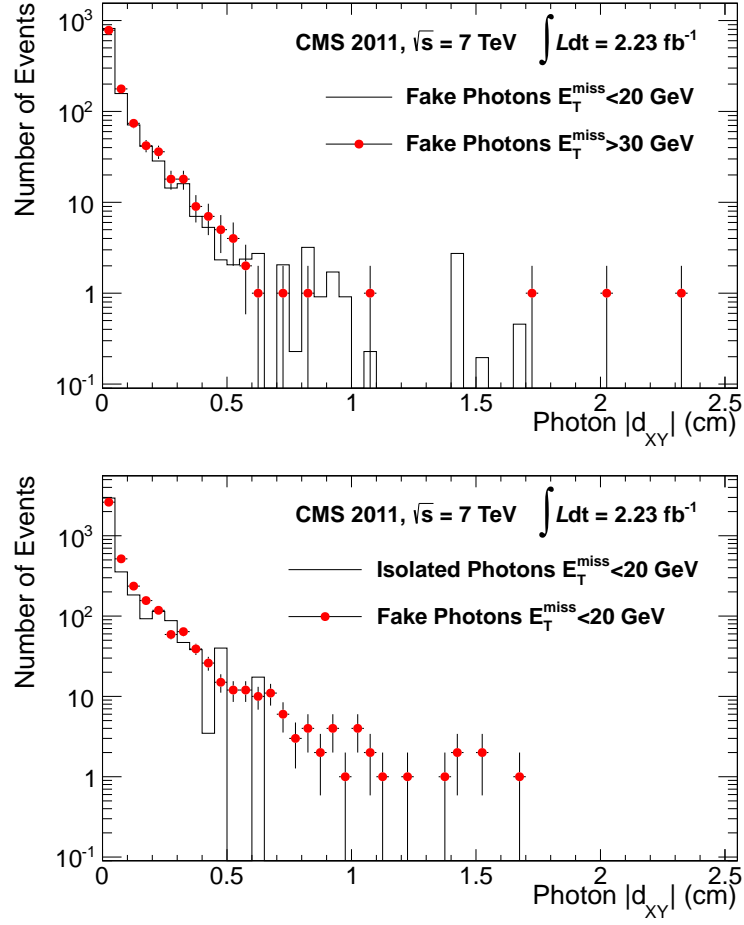 CMS 2011, √s = 7 TeV ∫ Ldt = 2.23 fb⁻¹
Fake Photons E_T^miss<20 GeV
Fake Photons E_T^miss>30 GeV
Number of Events
10³
10²
10
1
10⁻¹
0 0.5 1 1.5 2 2.5
Photon |d_XY| (cm)
CMS 2011, √s = 7 TeV ∫ Ldt = 2.23 fb⁻¹
Isolated Photons E_T^miss<20 GeV
Fake Photons E_T^miss<20 GeV
Number of Events
10³
10²
10
1
10⁻¹
0 0.5 1 1.5 2 2.5
Photon |d_XY| (cm)